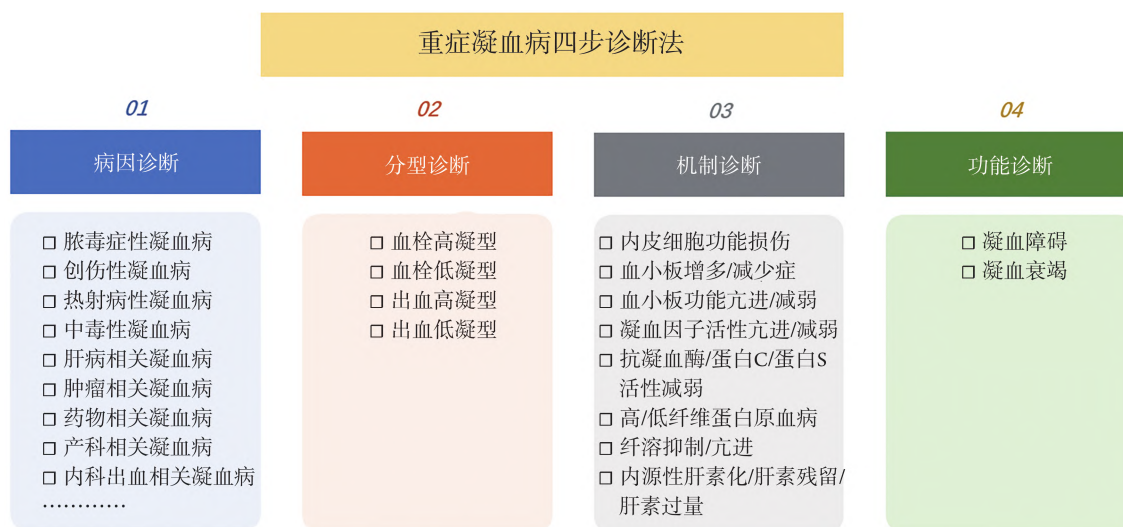 重症凝血病四步诊断法
01
病因诊断
□ 脓毒症性凝血病
□ 创伤性凝血病
□ 热射病性凝血病
□ 中毒性凝血病
□ 肝病相关凝血病
□ 肿瘤相关凝血病
□ 药物相关凝血病
□ 产科相关凝血病
□ 内科出血相关凝血病
…………
02
分型诊断
□ 血栓高凝型
□ 血栓低凝型
□ 出血高凝型
□ 出血低凝型
03
机制诊断
□ 内皮细胞功能损伤
□ 血小板增多/减少症
□ 血小板功能亢进/减弱
□ 凝血因子活性亢进/减弱
□ 抗凝血酶/蛋白C/蛋白S
活性减弱
□ 高/低纤维蛋白原血病
□ 纤溶抑制/亢进
□ 内源性肝素化/肝素残留/
肝素过量
04
功能诊断
□ 凝血障碍
□ 凝血衰竭